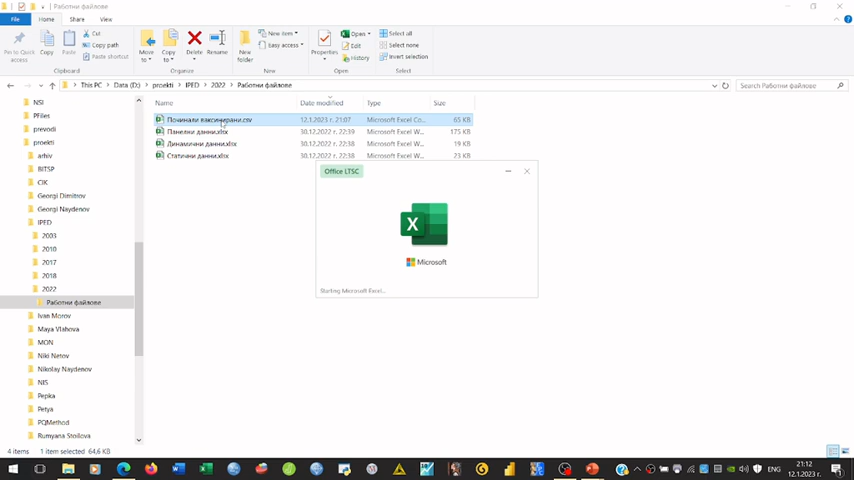 Работни файлове
File
Home
Share
View
Pin to Quick access
Copy
Paste
Cut
Copy path
Paste shortcut
Clipboard
Move to
Copy to
Delete
Rename
Organize
New folder
New item
Easy access
New
Properties
Open
Edit
History
Open
Select all
Select none
Invert selection
Select
This PC > Data (D:) > proekti > IPED > 2022 > Работни файлове
Search Работни файлове
Name
Date modified
Type
Size
Починали ваксинирани.csv 12.1.2023 г. 21:07 Microsoft Excel Co... 65 KB
Панелни данни.xlsx 30.12.2022 г. 22:39 Microsoft Excel W... 175 KB
Динамични данни.xlsx 30.12.2022 г. 22:38 Microsoft Excel W... 19 KB
Статични данни.xlsx 30.12.2022 г. 22:38 Microsoft Excel W... 23 KB
NSI
PFiles
prevodi
proekti
arhiv
BITSP
CIK
Georgi Dimitrov
Georgi Naydenov
IPED
2003
2010
2017
2018
2022
Работни файлове
Ivan Morov
Maya Vlahova
MON
Niki Netov
Nikolay Naydenov
NIS
Pepka
Petya
PQMethod
Rumyana Stoilova
Office LTSC
X
Microsoft
Starting Microsoft Excel...
4 items
1 item selected 64,6 KB
ENG
21:12
12.1.2023 г.